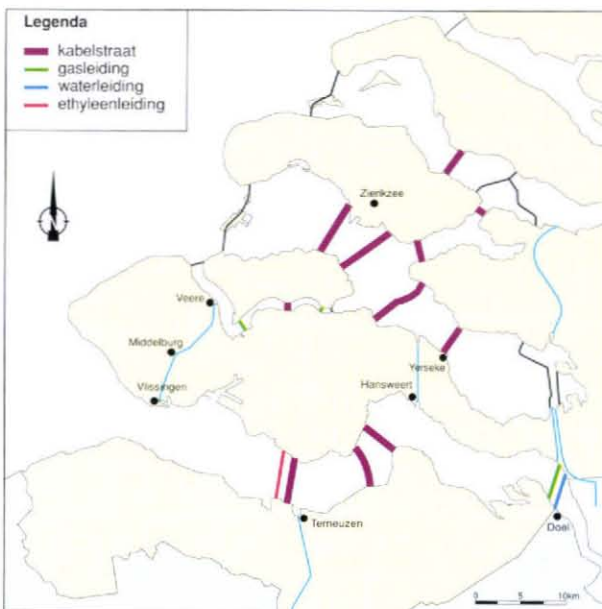 Legenda
kabelstraat
gasleiding
waterleiding
ethyleenleiding
Zierikzee
Veere
Middelburg
Vlissingen
Yerseke
Hansweert
Terneuzen
Doel
0 5 10km